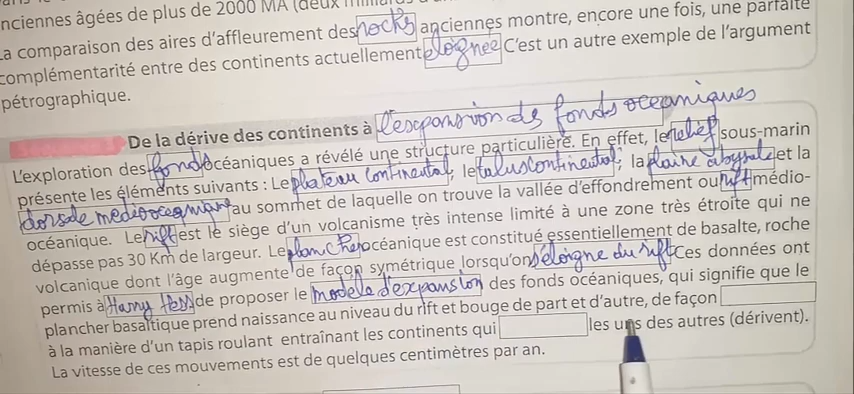 nciennes âgées de plus de 2000 MA (deux
La comparaison des aires d'affleurement des rocks anciennes montre, encore une fois, une parfaite
complémentarité entre des continents actuellement éloignée C'est un autre exemple de l'argument
pétrographique.
De la dérive des continents à l'expansion des fonds océaniques
L'exploration des fonds océaniques a révélé une structure particulière. En effet, le relief sous-marin
présente les éléments suivants : Le plateau continental, le talus continental, la plaine abyssale et la
dorsale médioocéanique au sommet de laquelle on trouve la vallée d'effondrement ou rift médio-
océanique. Le rift est le siège d'un volcanisme très intense limité à une zone très étroite qui ne
dépasse pas 30 Km de largeur. Le plancher océanique est constitué essentiellement de basalte, roche
volcanique dont l'âge augmente de façon symétrique lorsqu'on s'éloigne du rift Ces données ont
permis à Harry Hess de proposer le modèle d'expansion des fonds océaniques, qui signifie que le
plancher basaltique prend naissance au niveau du rift et bouge de part et d'autre, de façon
à la manière d'un tapis roulant entraînant les continents qui les uns des autres (dérivent).
La vitesse de ces mouvements est de quelques centimètres par an.